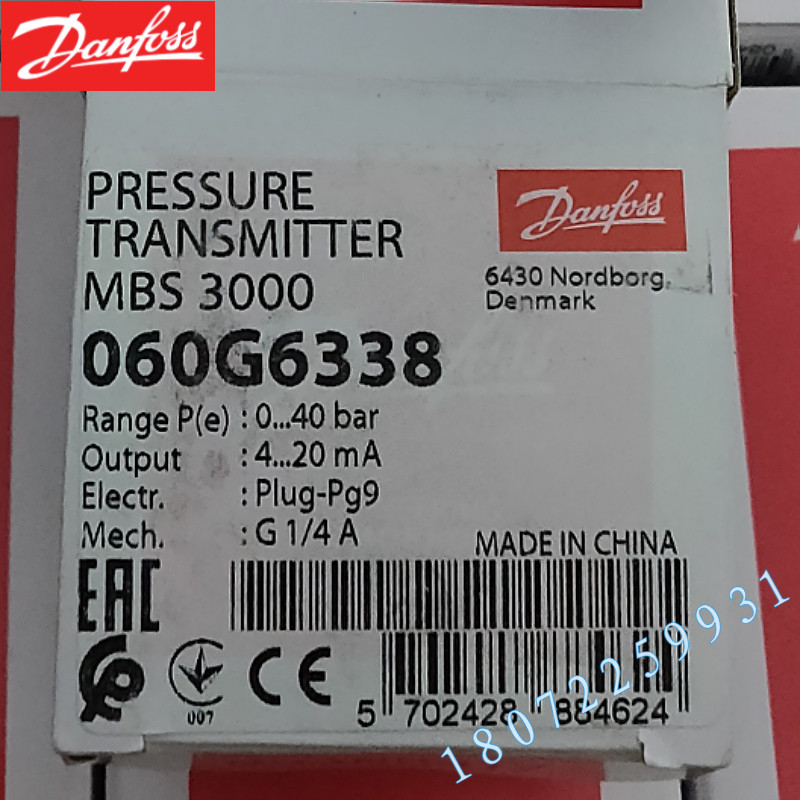 Danfoss
PRESSURE
TRANSMITTER
MBS 3000
060G6338
Danfoss
6430 Nordborg,
Denmark
Range P(e) : 0...40 bar
Output : 4...20 mA
Electr. : Plug-Pg9
Mech. : G 1/4 A
MADE IN CHINA
EAC
007
CE
5 702428 884624
18072259931